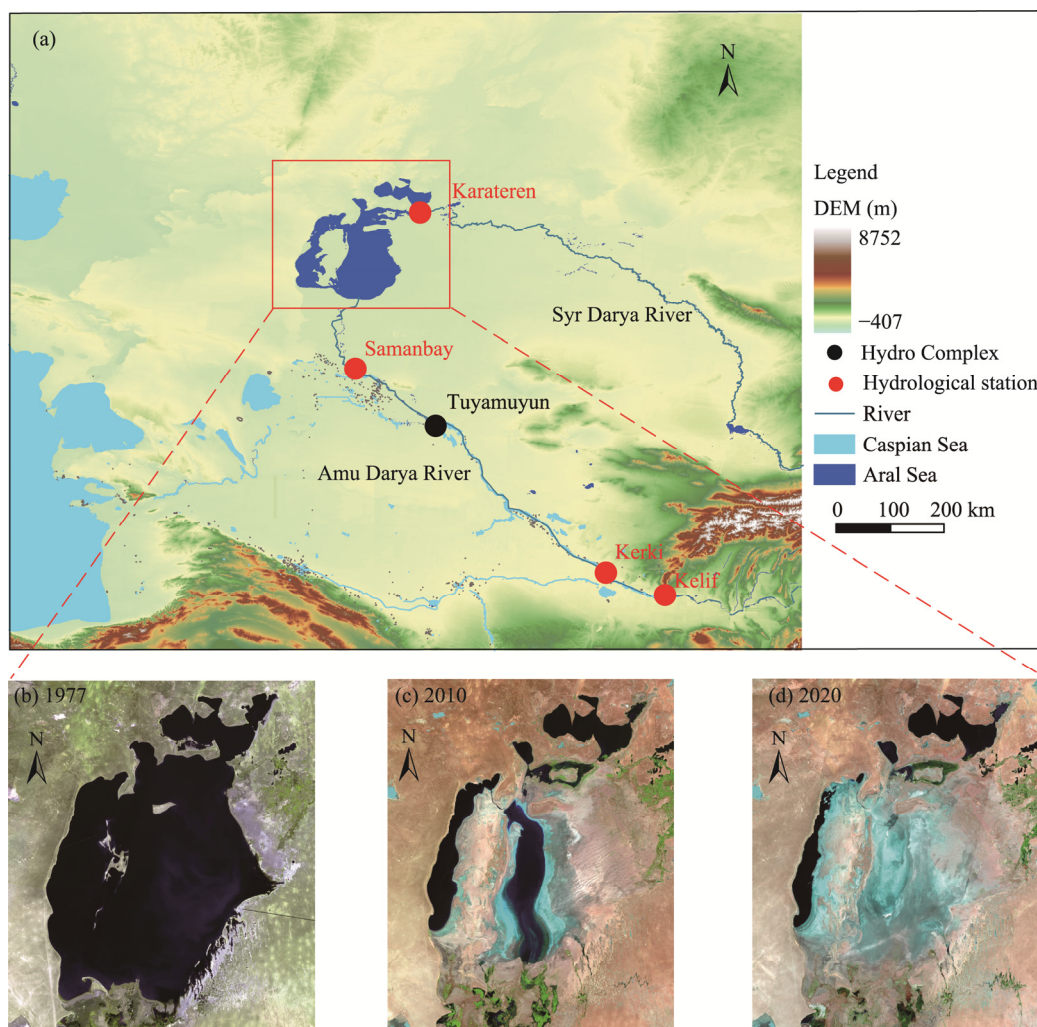 (a)
N
Karateren
Syr Darya River
Samanbay
Tuyamuyun
Amu Darya River
Kerki
Kelif
Legend
DEM (m)
8752
−407
Hydro Complex
Hydrological station
River
Caspian Sea
Aral Sea
0 100 200 km
(b) 1977
N
(c) 2010
N
(d) 2020
N